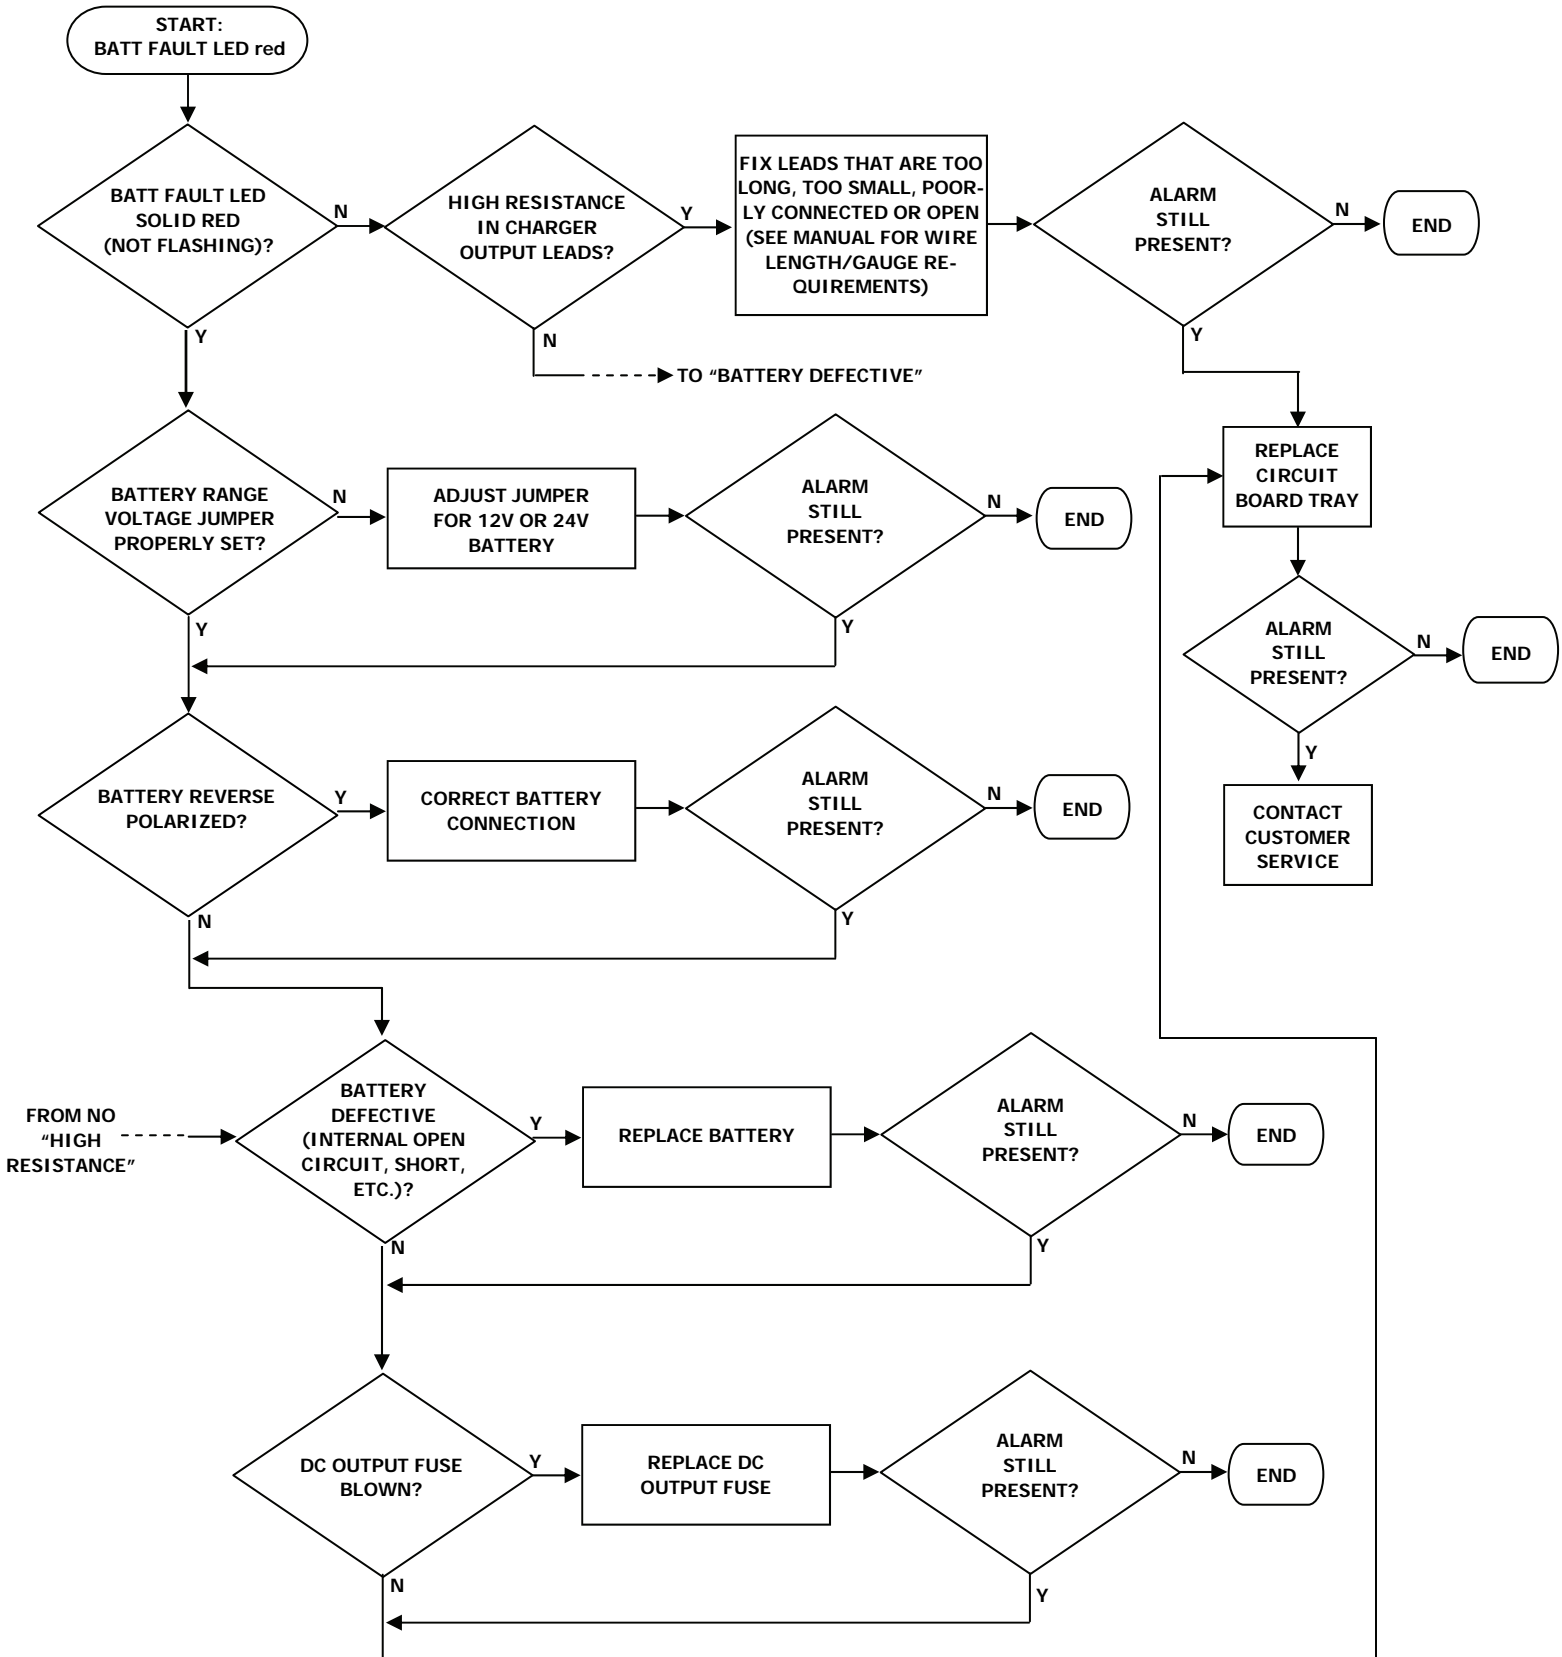 START:
BATT FAULT LED red
BATT FAULT LED
SOLID RED
(NOT FLASHING)?
N
Y
HIGH RESISTANCE
IN CHARGER
OUTPUT LEADS?
Y
N
TO “BATTERY DEFECTIVE”
FIX LEADS THAT ARE TOO
LONG, TOO SMALL, POOR-
LY CONNECTED OR OPEN
(SEE MANUAL FOR WIRE
LENGTH/GAUGE RE-
QUIREMENTS)
ALARM
STILL
PRESENT?
N
END
Y
REPLACE
CIRCUIT
BOARD TRAY
ALARM
STILL
PRESENT?
N
END
Y
CONTACT
CUSTOMER
SERVICE
BATTERY RANGE
VOLTAGE JUMPER
PROPERLY SET?
N
Y
ADJUST JUMPER
FOR 12V OR 24V
BATTERY
ALARM
STILL
PRESENT?
N
END
Y
BATTERY REVERSE
POLARIZED?
Y
N
CORRECT BATTERY
CONNECTION
ALARM
STILL
PRESENT?
N
END
Y
FROM NO
“HIGH
RESISTANCE”
BATTERY
DEFECTIVE
(INTERNAL OPEN
CIRCUIT, SHORT,
ETC.)?
Y
N
REPLACE BATTERY
ALARM
STILL
PRESENT?
N
END
Y
DC OUTPUT FUSE
BLOWN?
Y
N
REPLACE DC
OUTPUT FUSE
ALARM
STILL
PRESENT?
N
END
Y